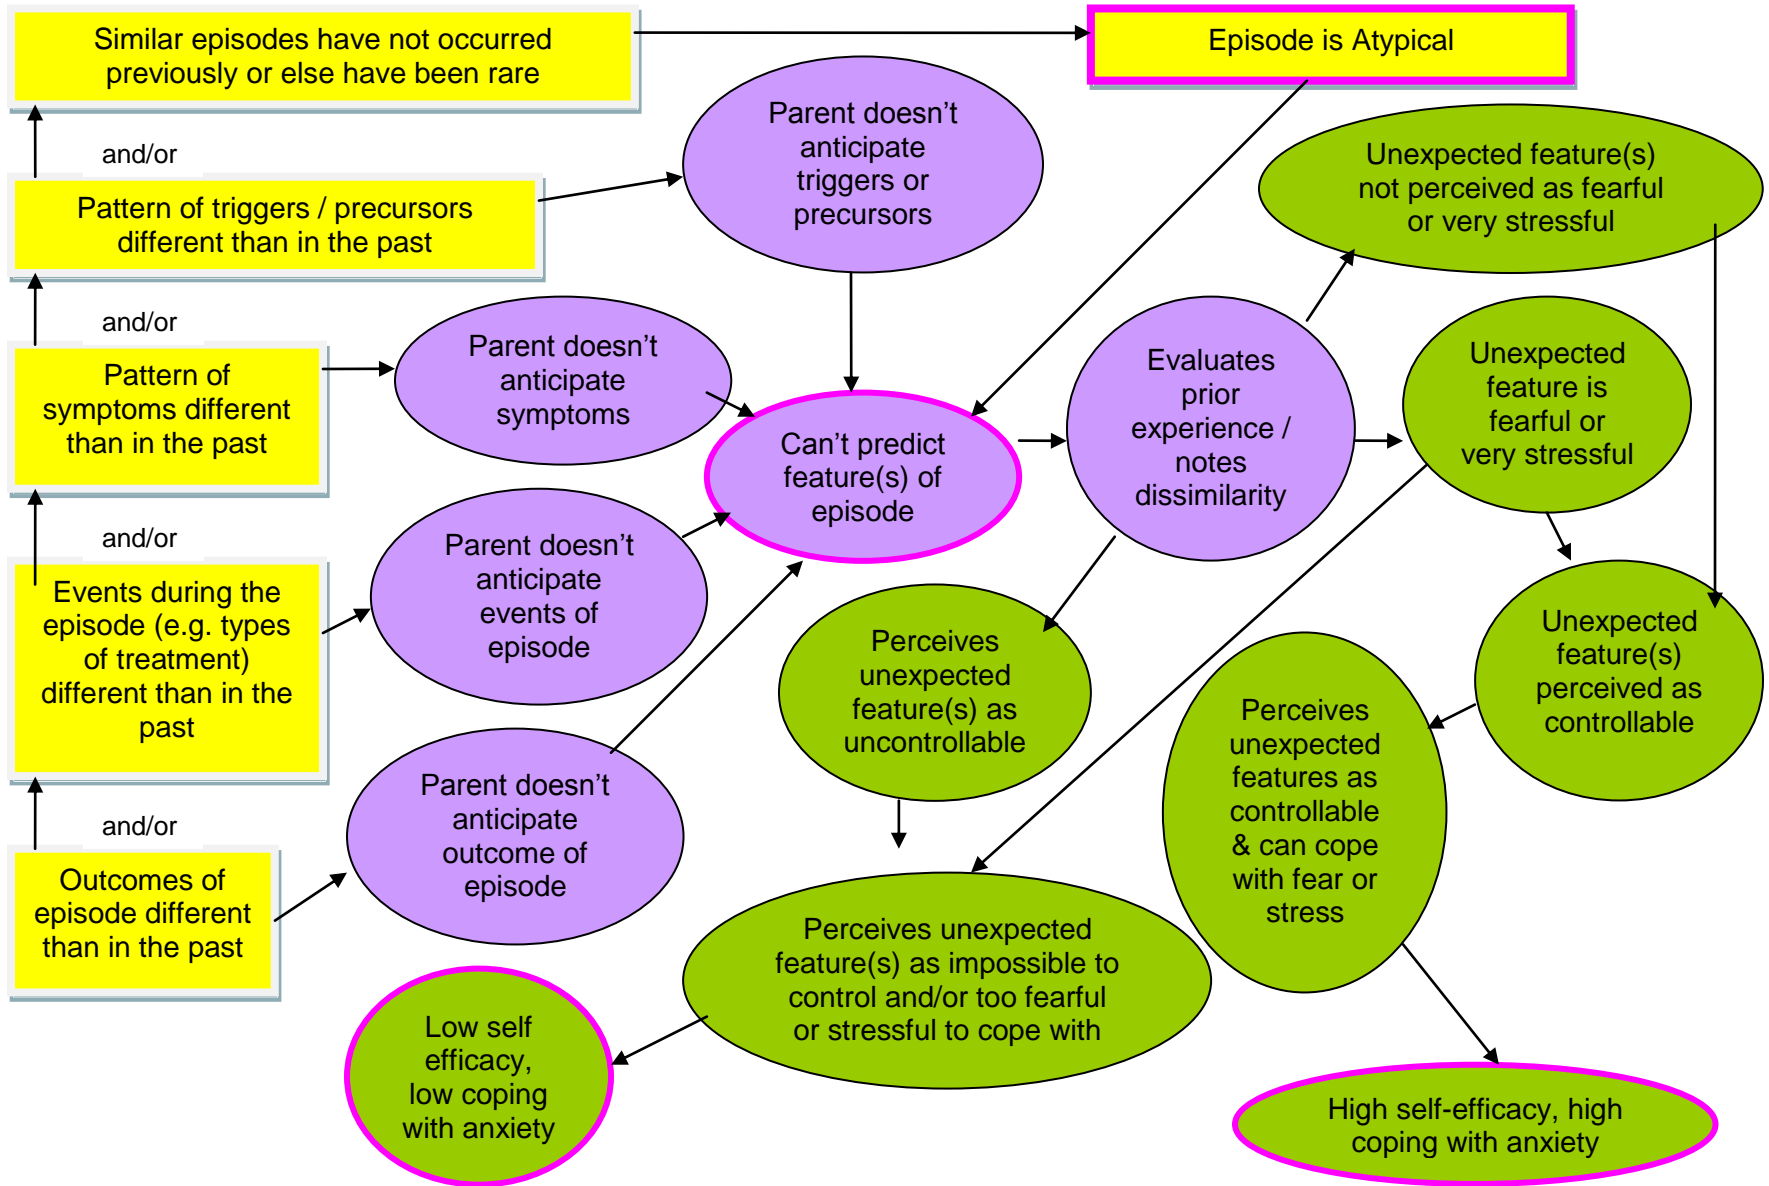 Similar episodes have not occurred
previously or else have been rare
Episode is Atypical
and/or
Pattern of triggers / precursors
different than in the past
Parent doesn’t
anticipate
triggers or
precursors
Unexpected feature(s)
not perceived as fearful
or very stressful
and/or
Pattern of
symptoms different
than in the past
Parent doesn’t
anticipate
symptoms
Can’t predict
feature(s) of
episode
Evaluates
prior
experience /
notes
dissimilarity
Unexpected
feature is
fearful or
very stressful
and/or
Events during the
episode (e.g. types
of treatment)
different than in the
past
Parent doesn’t
anticipate
events of
episode
Perceives
unexpected
feature(s) as
uncontrollable
Unexpected
feature(s)
perceived as
controllable
Perceives
unexpected
features as
controllable
& can cope
with fear or
stress
and/or
Outcomes of
episode different
than in the past
Parent doesn’t
anticipate
outcome of
episode
Perceives unexpected
feature(s) as impossible to
control and/or too fearful
or stressful to cope with
Low self
efficacy,
low coping
with anxiety
High self-efficacy, high
coping with anxiety